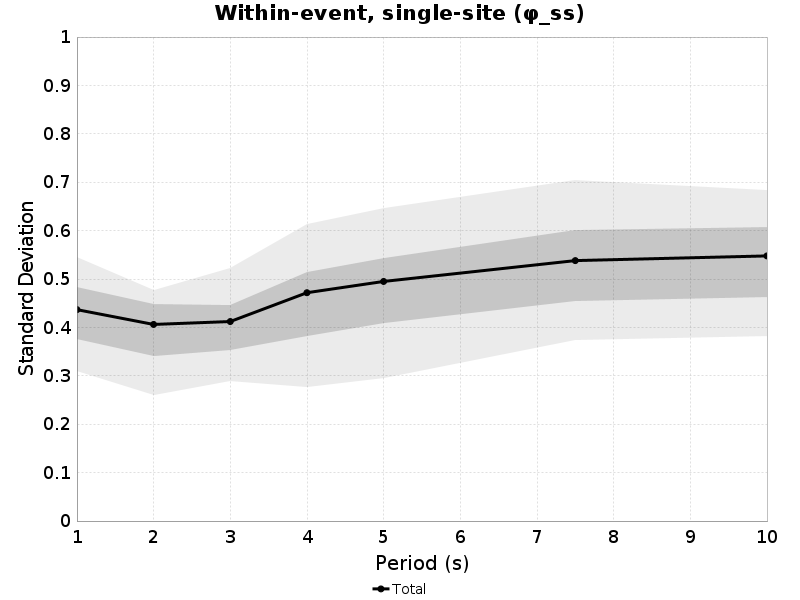 Within-event, single-site (φ_ss)
1
0.9
0.8
0.7
0.6
0.5
0.4
0.3
0.2
0.1
0
Standard Deviation
1 2 3 4 5 6 7 8 9 10
Period (s)
Total